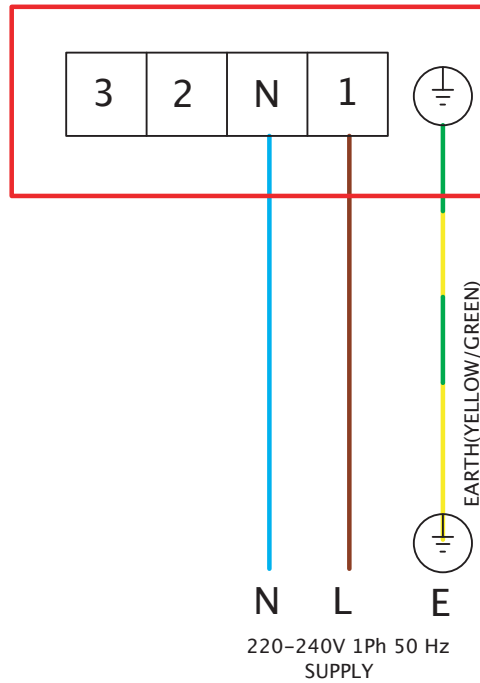 3 2 N 1
EARTH(YELLOW/GREEN)
N L E
220-240V 1Ph 50 Hz
SUPPLY